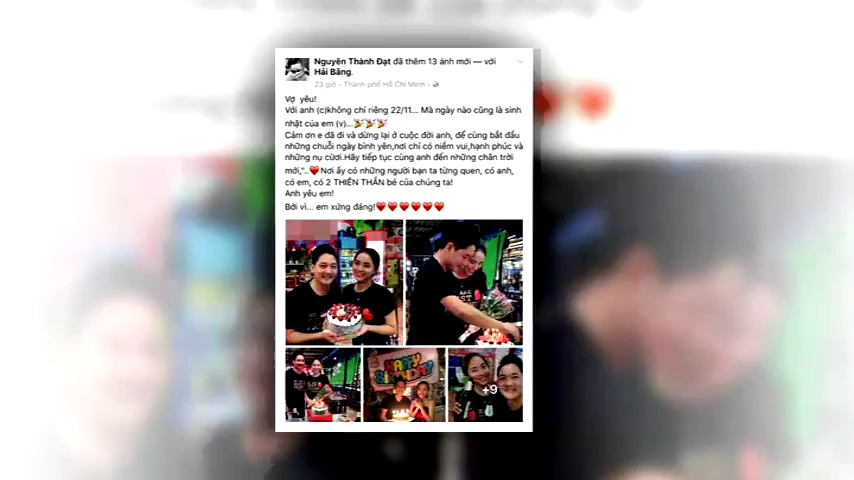 Nguyên Thành Đạt đã thêm 13 ảnh mới — với
Hải Băng.
23 giờ · Thành phố Hồ Chí Minh ·
Vợ yêu!
Với anh (c)không chỉ riêng 22/11... Mà ngày nào cũng là sinh
nhật của em (v)...🎉🎉🎉
Cảm ơn e đã đi và dừng lại ở cuộc đời anh, để cùng bắt đầu
những chuỗi ngày bình yên,nơi chỉ có niềm vui,hạnh phúc và
những nụ cười.Hãy tiếp tục cùng anh đến những chân trời
mới,"..❤Nơi ấy có những người bạn ta từng quen, có anh,
có em, có 2 THIÊN THẦN bé của chúng ta!
Anh yêu em!
Bởi vì... em xứng đáng!❤❤❤❤❤❤
HAPPY
BIRTHDAY
+9